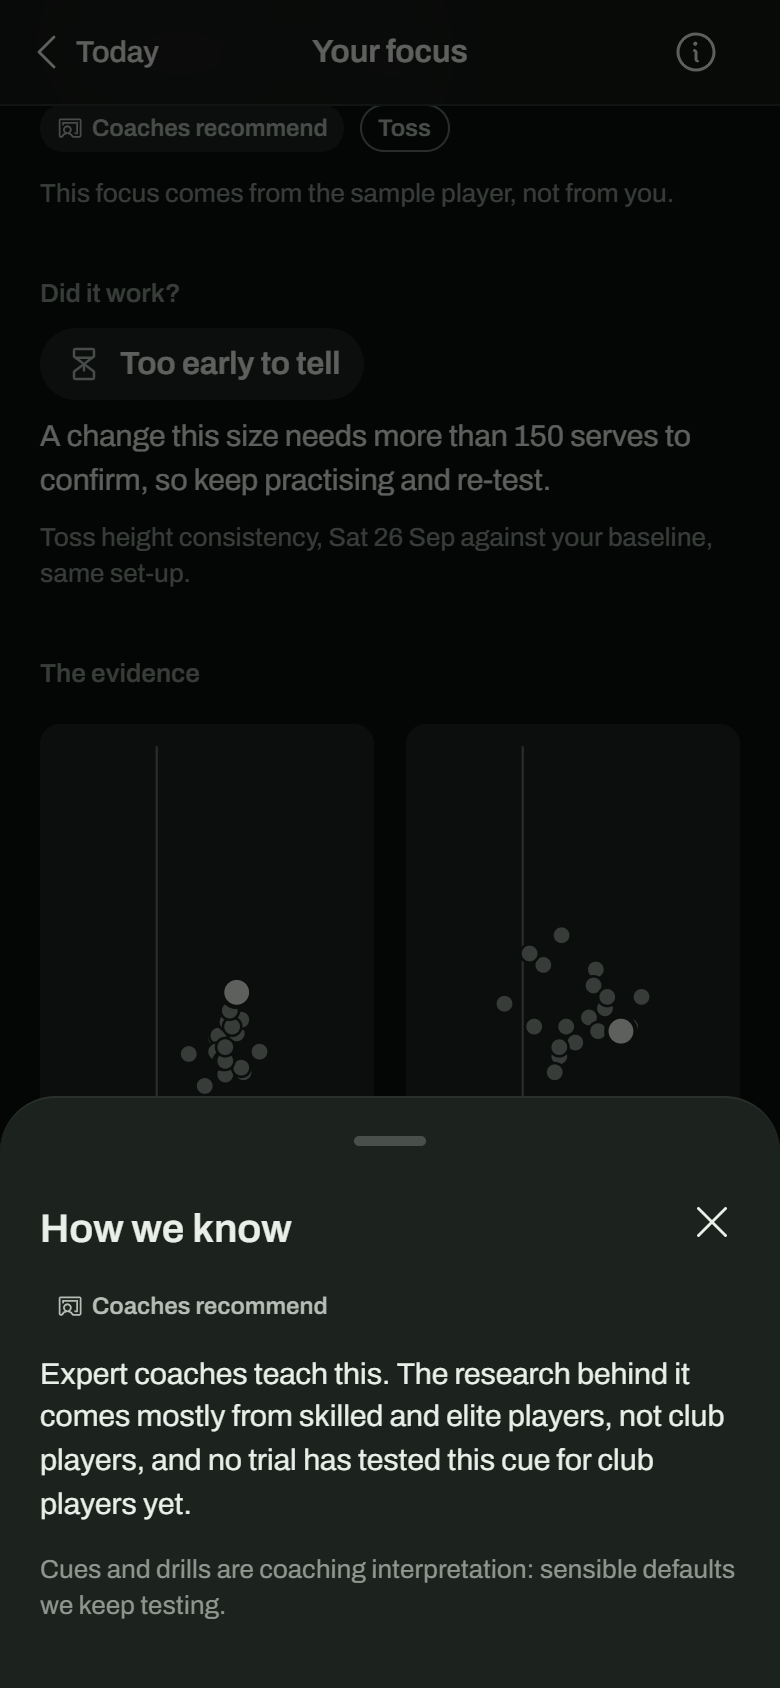 Today
Your focus
Coaches recommend
Toss
This focus comes from the sample player, not from you.
Did it work?
Too early to tell
A change this size needs more than 150 serves to
confirm, so keep practising and re-test.
Toss height consistency, Sat 26 Sep against your baseline,
same set-up.
The evidence
How we know
Coaches recommend
Expert coaches teach this. The research behind it
comes mostly from skilled and elite players, not club
players, and no trial has tested this cue for club
players yet.
Cues and drills are coaching interpretation: sensible defaults
we keep testing.